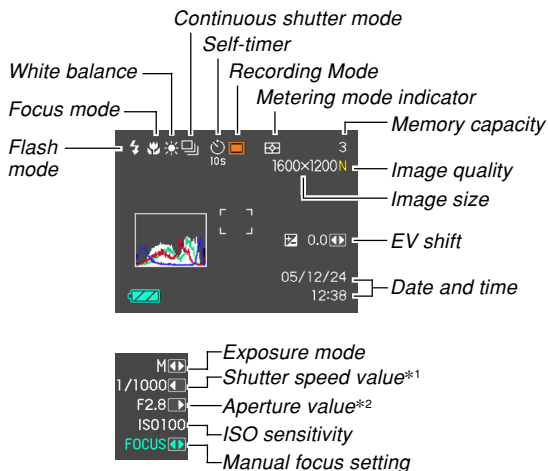 Continuous shutter mode
Self-timer
White balance
Recording Mode
Focus mode
Metering mode indicator
Flash mode
Memory capacity
10s
3
1600×1200N
Image quality
Image size
0.0
EV shift
05/12/24
12:38
Date and time
M
Exposure mode
1/1000
Shutter speed value*1
F2.8
Aperture value*2
ISO100
ISO sensitivity
FOCUS
Manual focus setting